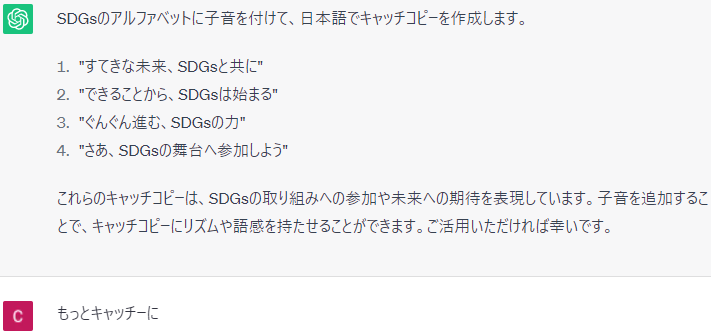 SDGsのアルファベットに子音を付けて、日本語でキャッチコピーを作成します。
1. "すてきな未来、SDGsと共に"
2. "できることから、SDGsは始まる"
3. "ぐんぐん進む、SDGsの力"
4. "さあ、SDGsの舞台へ参加しよう"
これらのキャッチコピーは、SDGsの取り組みへの参加や未来への期待を表現しています。子音を追加するこ
とで、キャッチコピーにリズムや語感を持たせることができます。ご活用いただければ幸いです。
C もっとキャッチーに